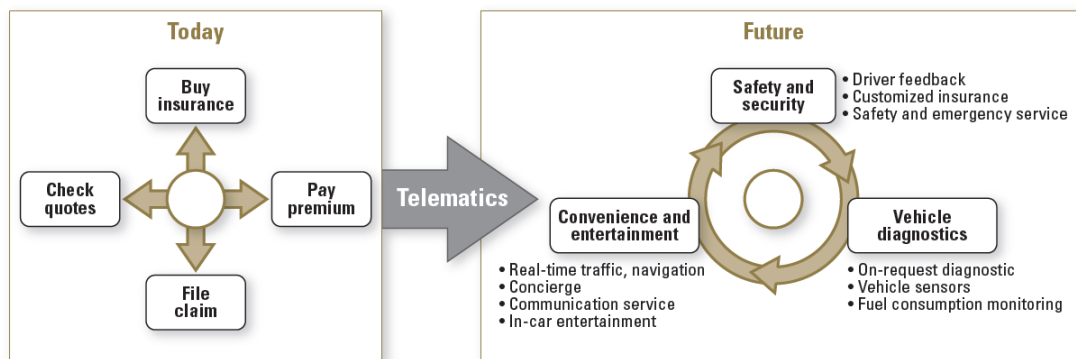 Today
Buy
insurance
Check
quotes
Pay
premium
File
claim
Telematics
Future
Safety and
security
• Driver feedback
• Customized insurance
• Safety and emergency service
Convenience and
entertainment
• Real-time traffic, navigation
• Concierge
• Communication service
• In-car entertainment
Vehicle
diagnostics
• On-request diagnostic
• Vehicle sensors
• Fuel consumption monitoring